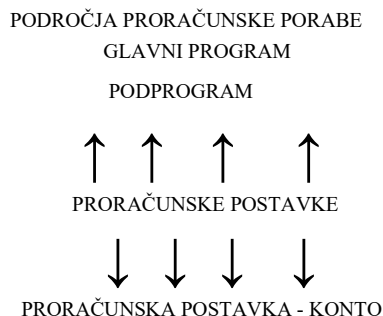 PODROČJA PRORAČUNSKE PORABE
GLAVNI PROGRAM
PODPROGRAM
PRORAČUNSKE POSTAVKE
PRORAČUNSKA POSTAVKA - KONTO